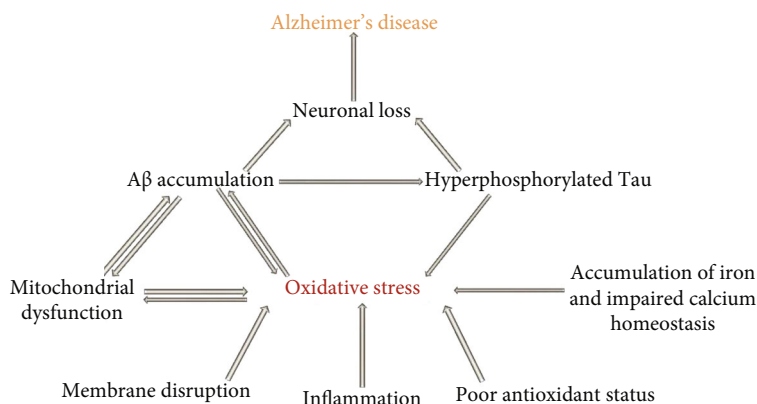 Alzheimer's disease
Neuronal loss
Aβ accumulation
Hyperphosphorylated Tau
Mitochondrial
dysfunction
Oxidative stress
Accumulation of iron
and impaired calcium
homeostasis
Membrane disruption
Inflammation
Poor antioxidant status